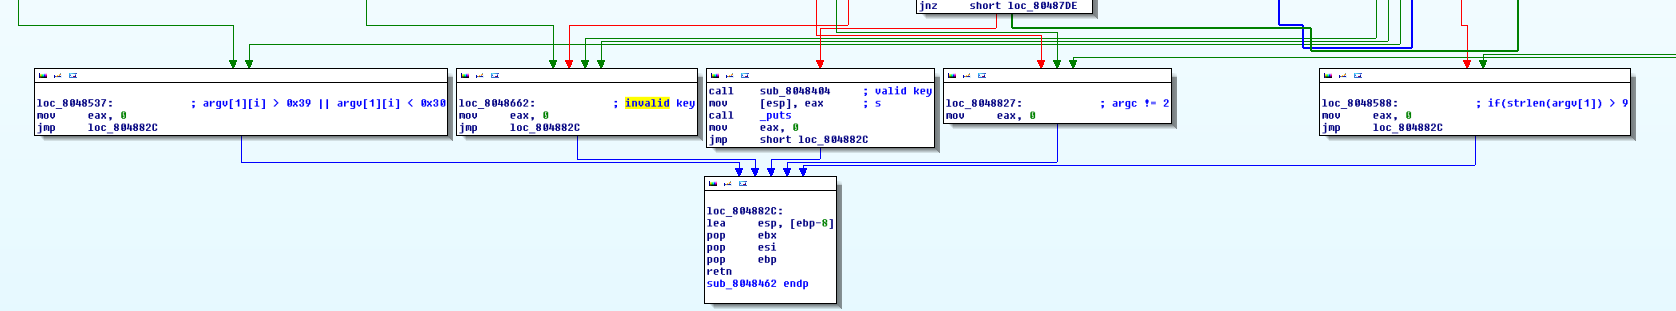 jnz     short loc_80487DE
loc_8048537:          ; argv[1][i] > 0x39 || argv[1][i] < 0x30
mov     eax, 0
jmp     loc_804882C
loc_8048662:          ; invalid key
mov     eax, 0
jmp     loc_804882C
call    sub_8048404    ; valid key
mov     [esp], eax     ; s
call    _puts
mov     eax, 0
jmp     short loc_804882C
loc_8048827:          ; argc != 2
mov     eax, 0
loc_8048588:          ; if(strlen(argv[1]) > 9
mov     eax, 0
jmp     loc_804882C
loc_804882C:
lea     esp, [ebp-8]
pop     ebx
pop     esi
pop     ebp
retn
sub_8048462 endp